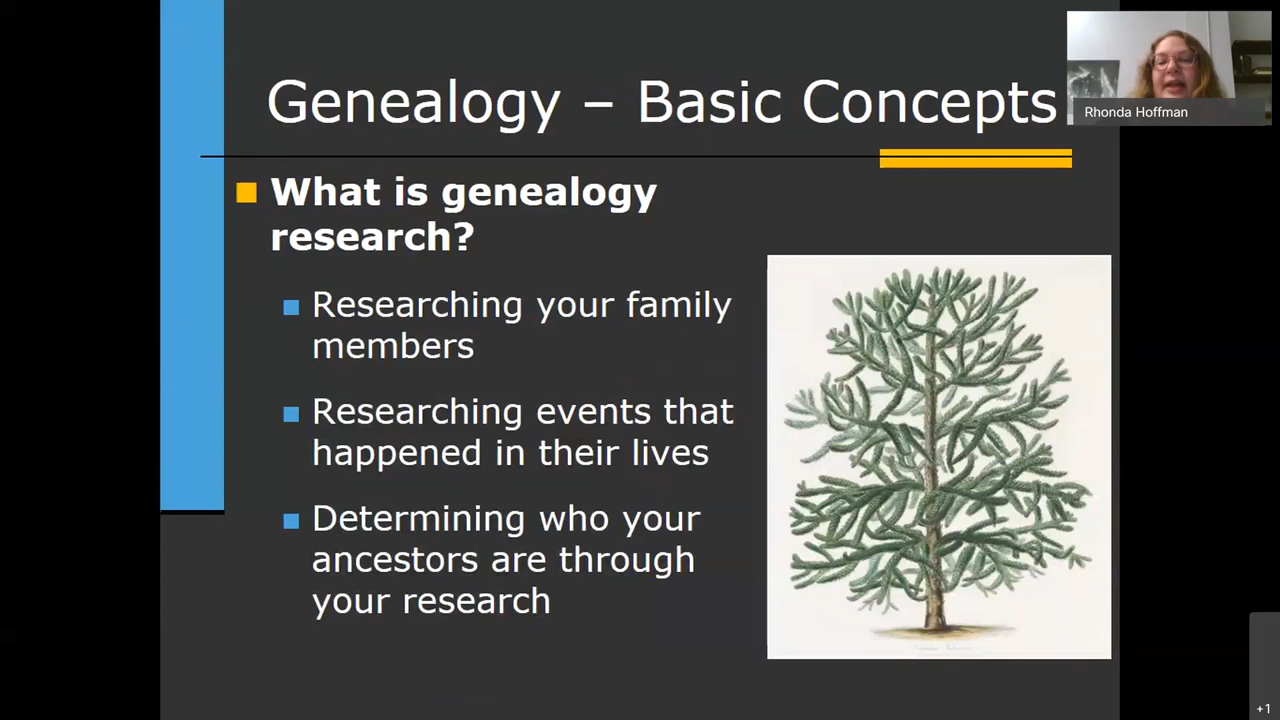 Genealogy – Basic Concepts
Rhonda Hoffman
What is genealogy
research?
Researching your family
members
Researching events that
happened in their lives
Determining who your
ancestors are through
your research
+1